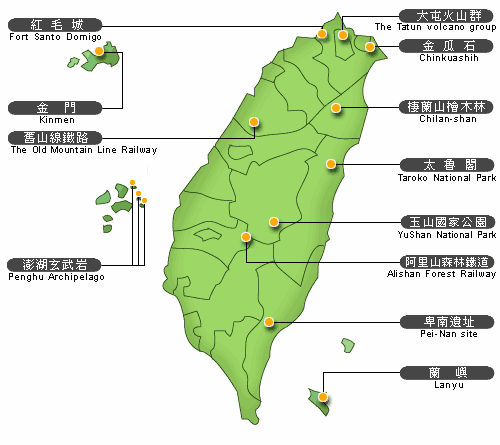 紅毛城
Fort Santo Domigo
金門
Kinmen
舊山線鐵路
The Old Mountain Line Railway
澎湖玄武岩
Penghu Archipelago
大屯火山群
The Tatun volcano group
金瓜石
Chinkuashih
棲蘭山檜木林
Chilan-shan
太魯閣
Taroko National Park
玉山國家公園
YuShan National Park
阿里山森林鐵道
Alishan Forest Railway
卑南遺址
Pei-Nan site
蘭嶼
Lanyu